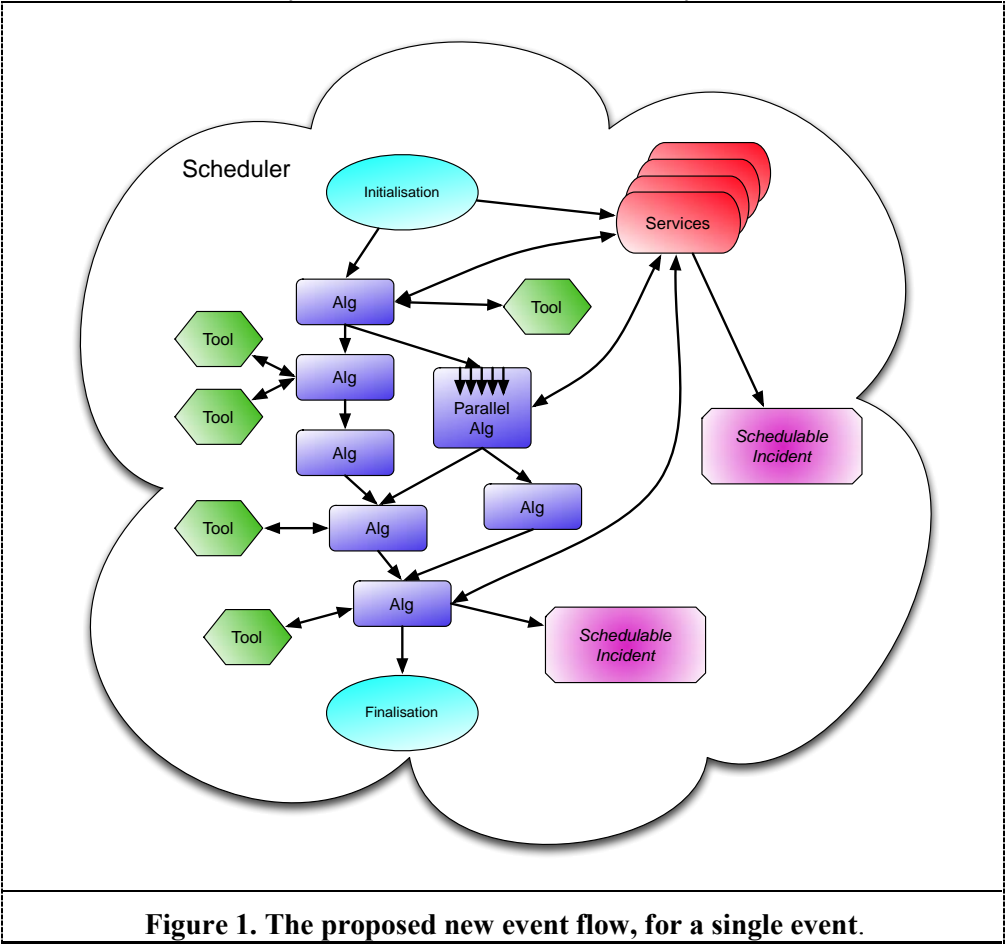 Scheduler
Initialisation
Services
Alg
Tool
Tool
Alg
Tool
Parallel
Alg
Schedulable
Incident
Alg
Tool
Alg
Alg
Alg
Tool
Schedulable
Incident
Finalisation
Figure 1. The proposed new event flow, for a single event.